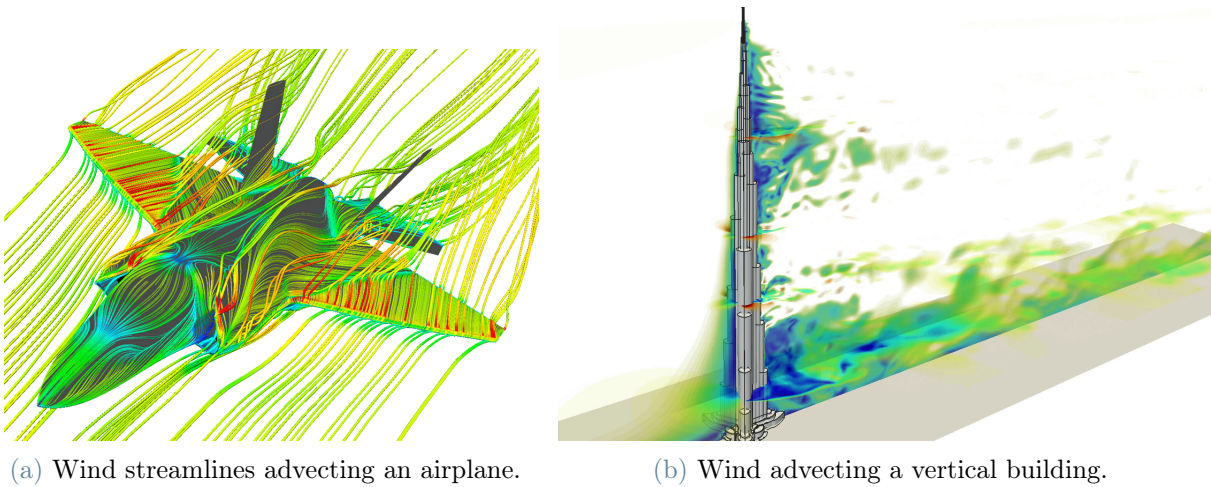 (a) Wind streamlines advecting an airplane.
(b) Wind advecting a vertical building.